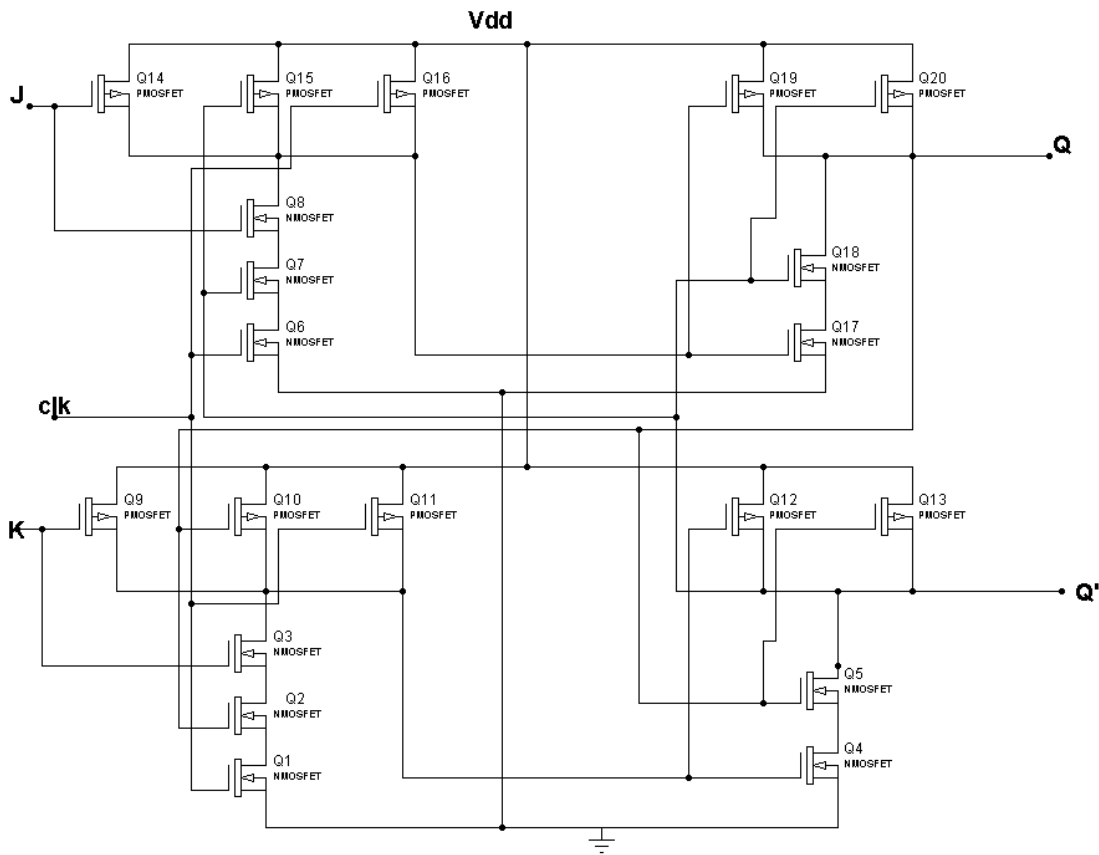 Vdd
J
Q14
PMOSFET
Q15
PMOSFET
Q16
PMOSFET
Q19
PMOSFET
Q20
PMOSFET
Q
Q8
NMOSFET
Q7
NMOSFET
Q18
NMOSFET
Q6
NMOSFET
Q17
NMOSFET
clk
K
Q9
PMOSFET
Q10
PMOSFET
Q11
PMOSFET
Q12
PMOSFET
Q13
PMOSFET
Q'
Q3
NMOSFET
Q5
NMOSFET
Q2
NMOSFET
Q1
NMOSFET
Q4
NMOSFET